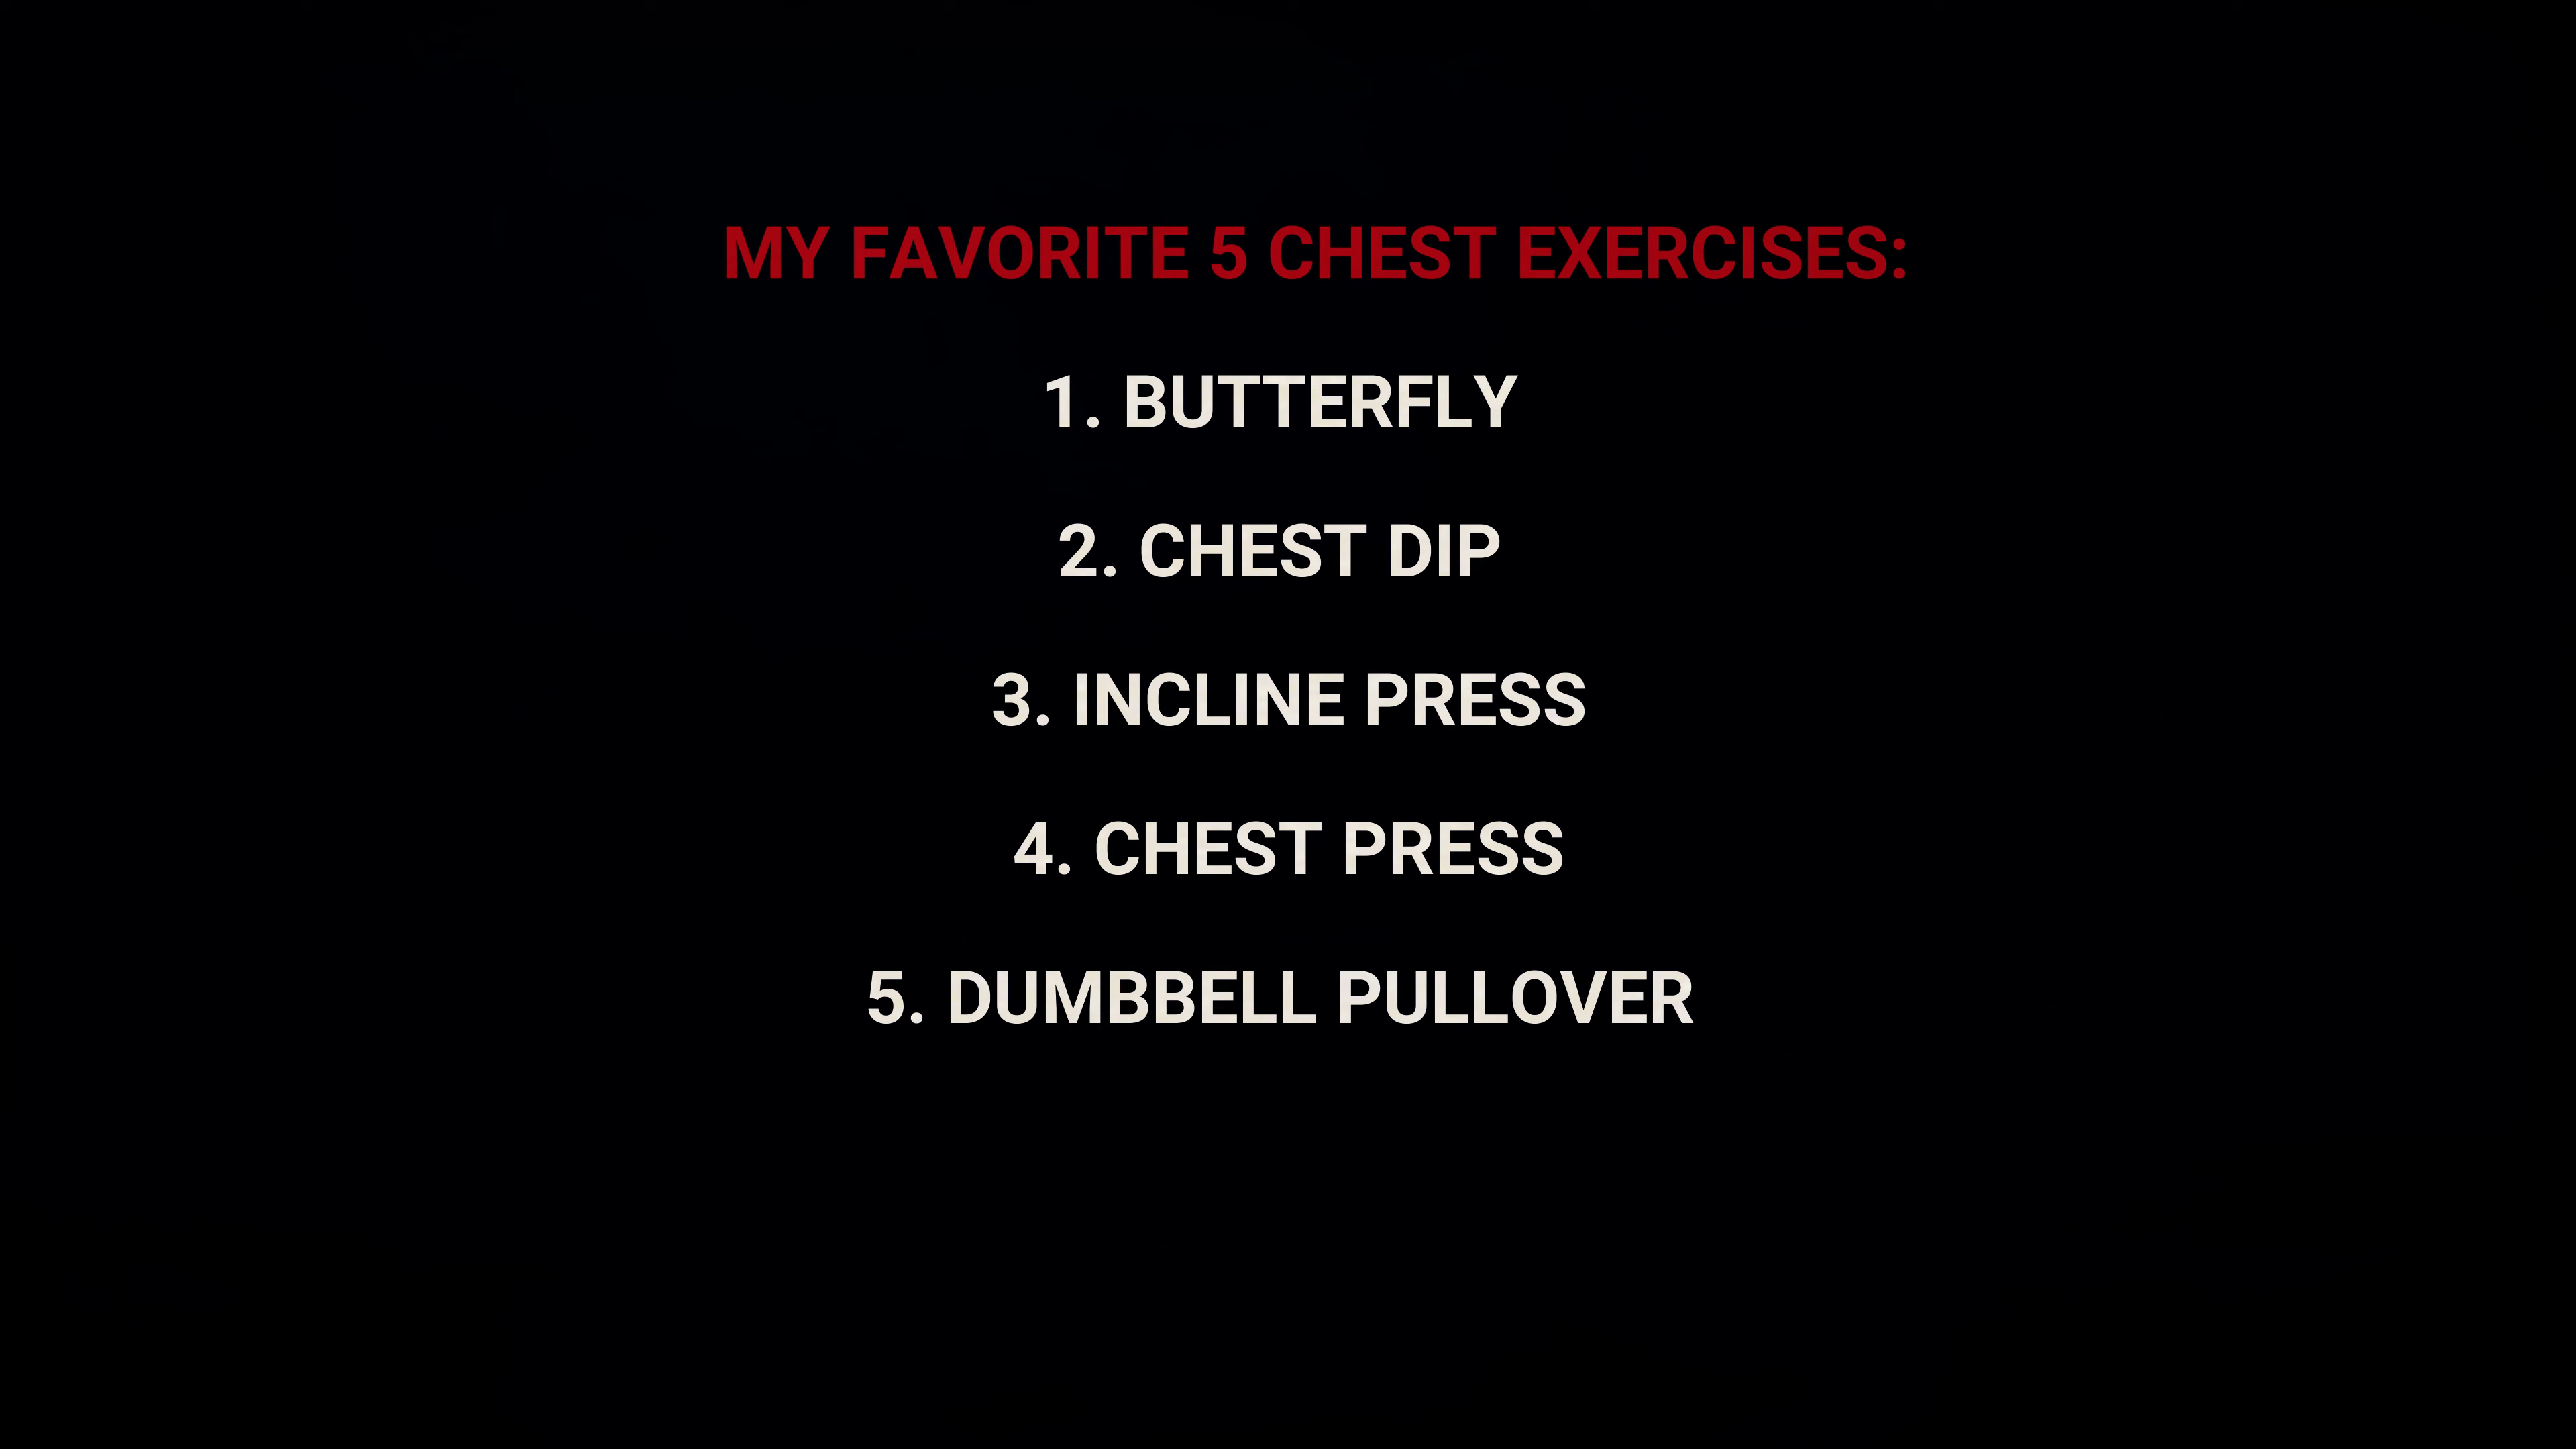 MY FAVORITE 5 CHEST EXERCISES:
1. BUTTERFLY
2. CHEST DIP
3. INCLINE PRESS
4. CHEST PRESS
5. DUMBBELL PULLOVER